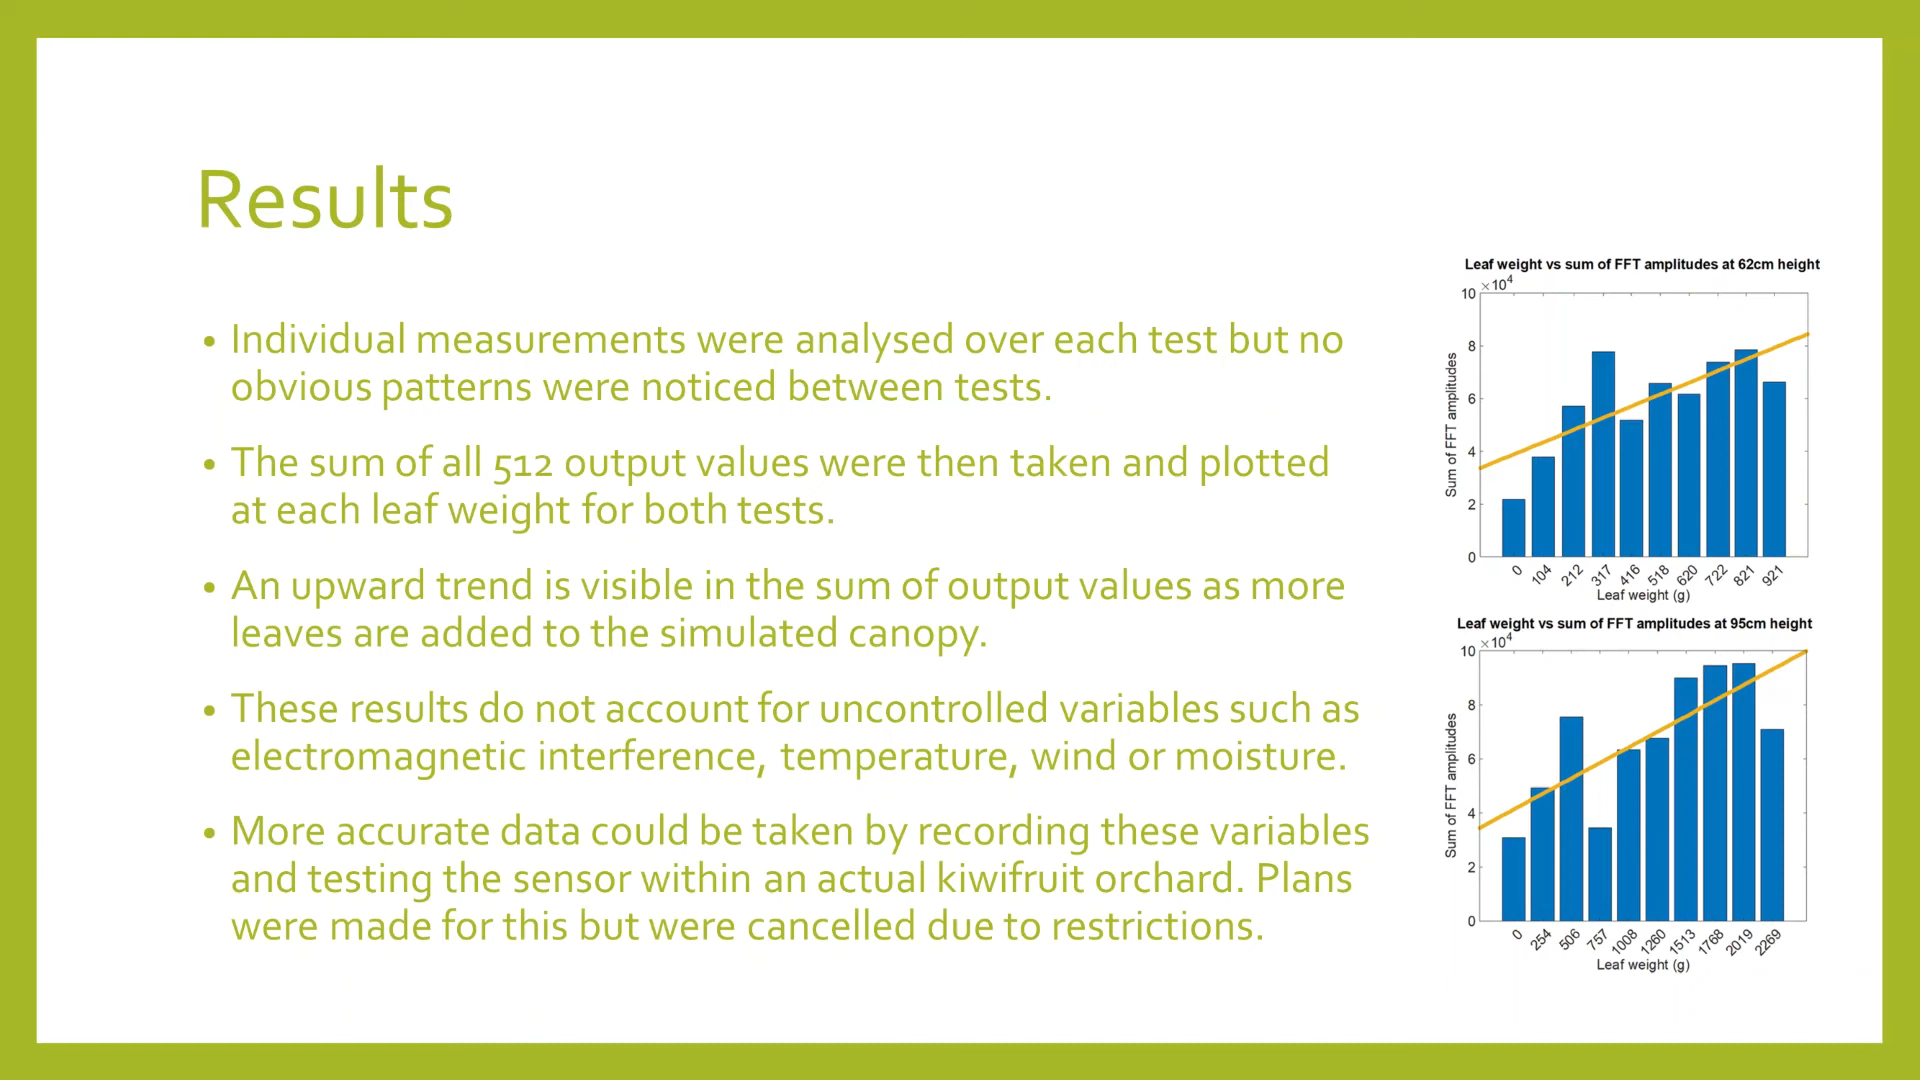 Results
• Individual measurements were analysed over each test but no
obvious patterns were noticed between tests.
• The sum of all 512 output values were then taken and plotted
at each leaf weight for both tests.
• An upward trend is visible in the sum of output values as more
leaves are added to the simulated canopy.
• These results do not account for uncontrolled variables such as
electromagnetic interference, temperature, wind or moisture.
• More accurate data could be taken by recording these variables
and testing the sensor within an actual kiwifruit orchard. Plans
were made for this but were cancelled due to restrictions.
Leaf weight vs sum of FFT amplitudes at 62cm height
×10⁴
10
8
6
4
2
0
Sum of FFT amplitudes
0 104 212 317 416 518 620 722 821 921
Leaf weight (g)
Leaf weight vs sum of FFT amplitudes at 95cm height
×10⁴
10
8
6
4
2
0
Sum of FFT amplitudes
0 254 506 757 1008 1260 1513 1768 2019 2269
Leaf weight (g)